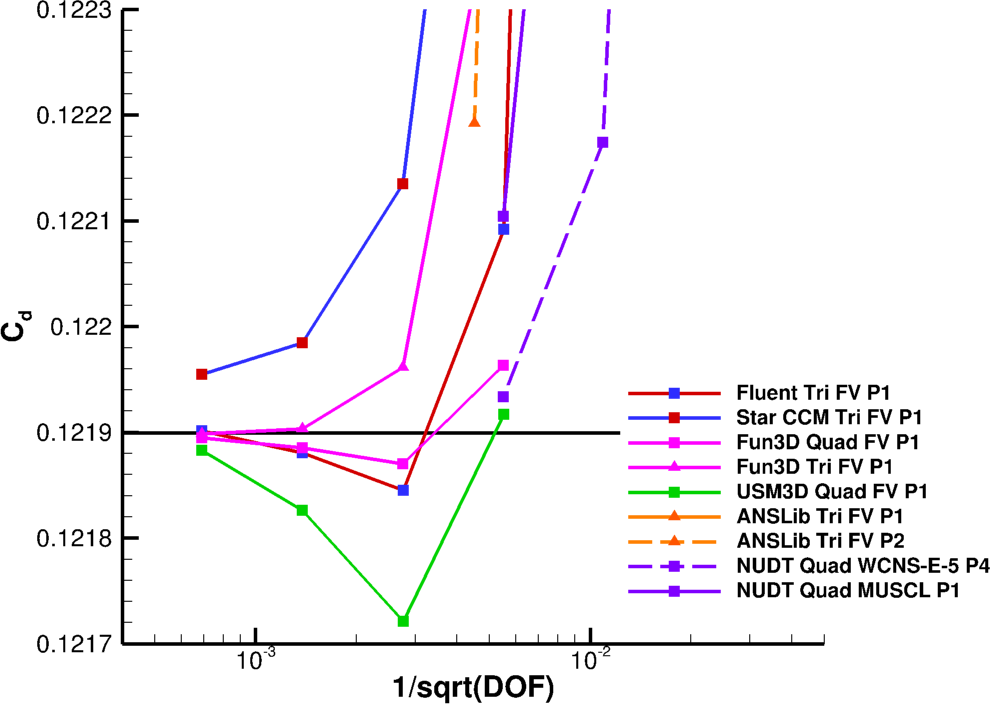 0.1223
0.1222
0.1221
0.122
0.1219
0.1218
0.1217
C_d
10^-3
10^-2
1/sqrt(DOF)
Fluent Tri FV P1
Star CCM Tri FV P1
Fun3D Quad FV P1
Fun3D Tri FV P1
USM3D Quad FV P1
ANSLib Tri FV P1
ANSLib Tri FV P2
NUDT Quad WCNS-E-5 P4
NUDT Quad MUSCL P1